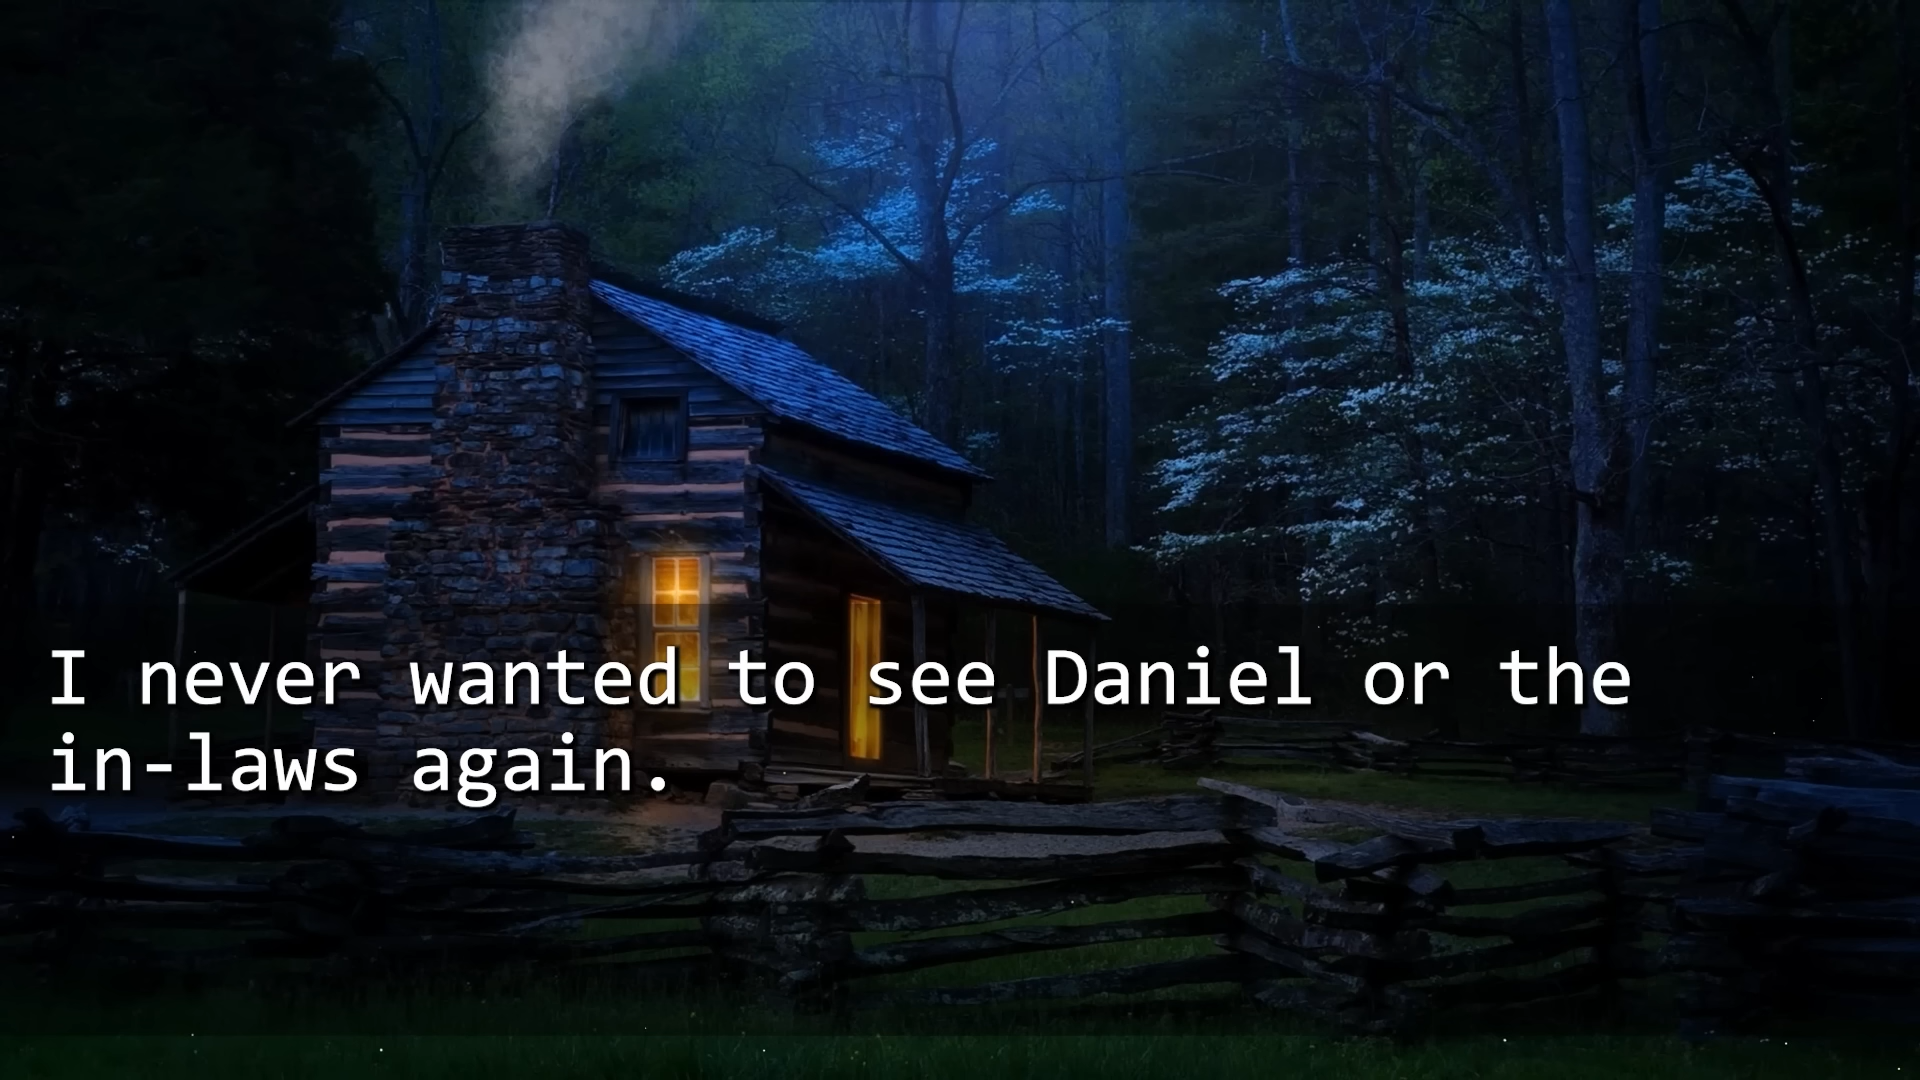 I never wanted to see Daniel or the
in-laws again.